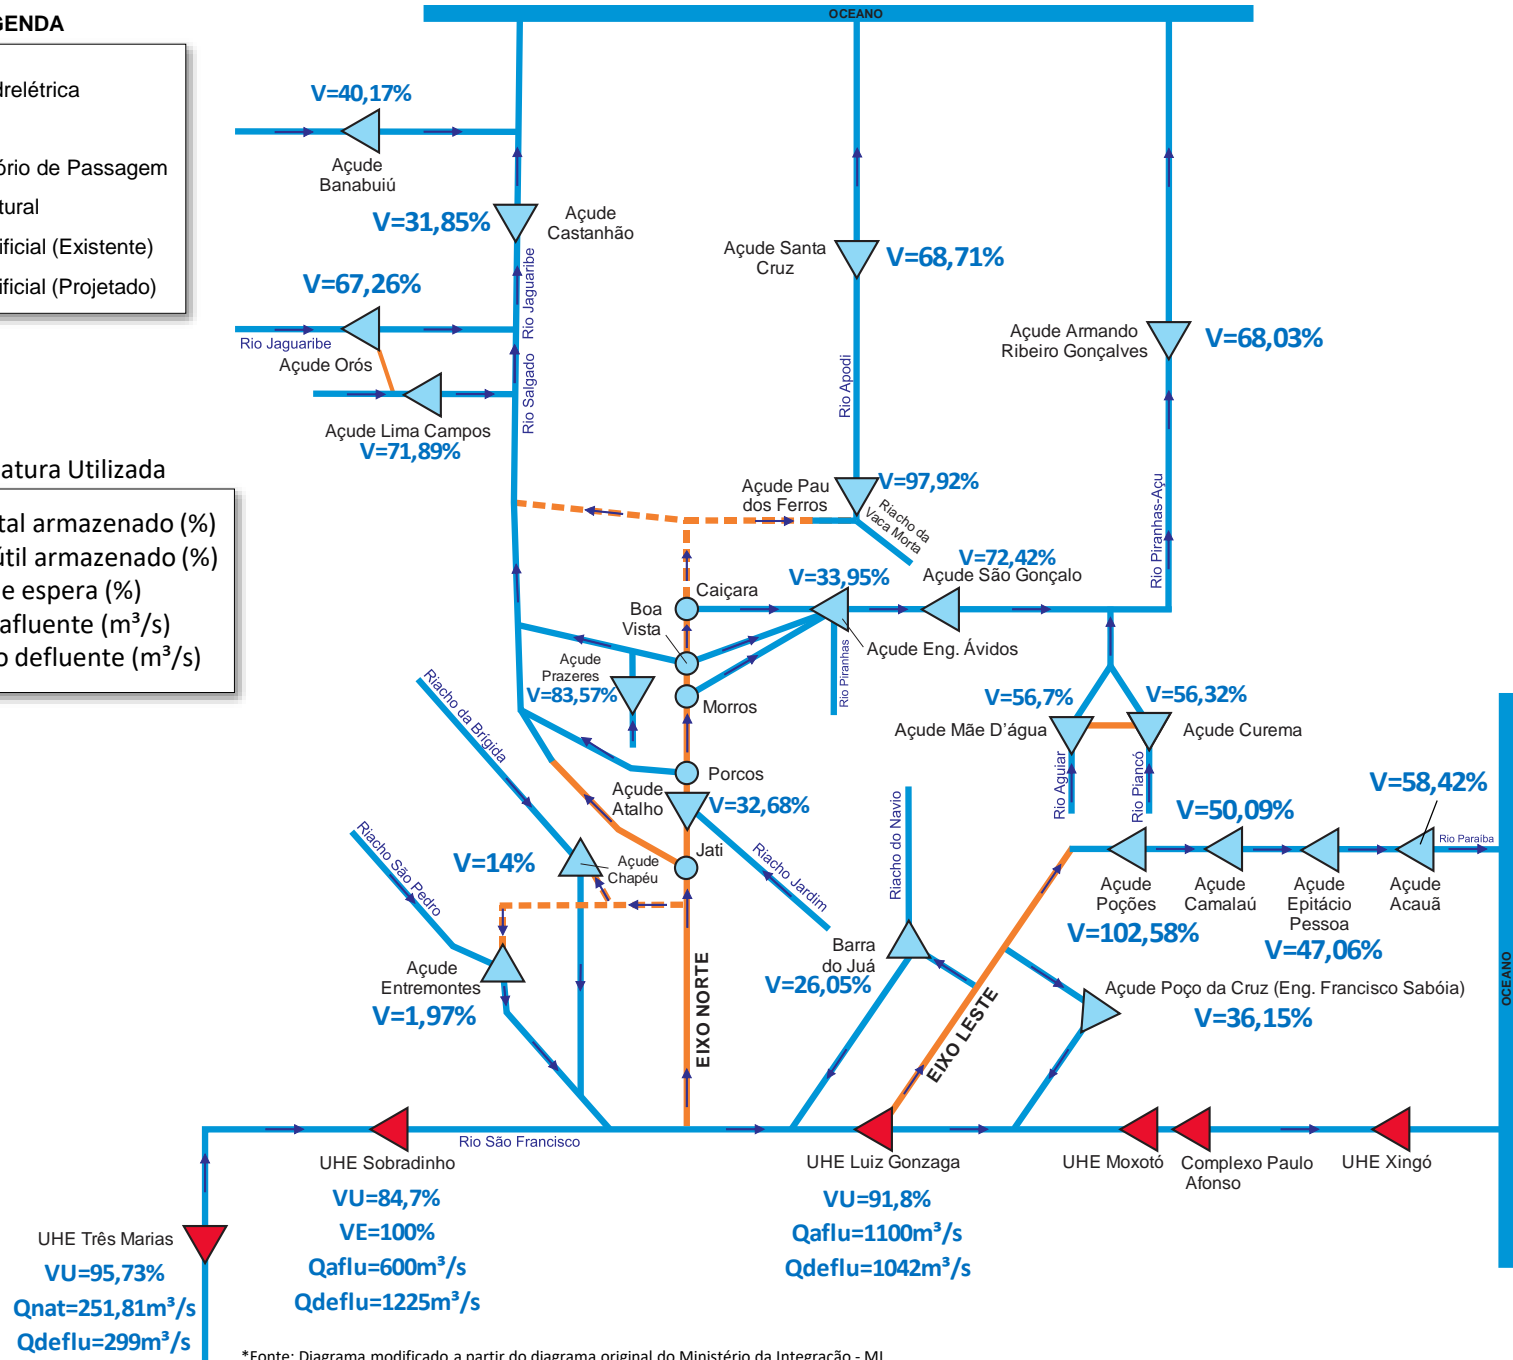 OCEANO
GENDA
drelétrica
ório de Passagem
tural
ificial (Existente)
ificial (Projetado)
V=40,17%
Açude
Banabuiú
V=31,85%
Açude
Castanhão
Rio Jaguaribe
V=67,26%
Rio Jaguaribe
Açude Orós
Rio Salgado
Açude Lima Campos
V=71,89%
Açude Santa
Cruz
V=68,71%
Rio Apodi
Açude Armando
Ribeiro Gonçalves
V=68,03%
Rio Piranhas-Açu
atura Utilizada
tal armazenado (%)
útil armazenado (%)
e espera (%)
afluente (m³/s)
o defluente (m³/s)
Açude Pau
dos Ferros
V=97,92%
Riacho da
Vaca Morta
V=72,42%
Açude São Gonçalo
V=33,95%
Caiçara
Boa
Vista
Açude Eng. Ávidos
Rio Piranhas
Açude
Prazeres
V=83,57%
Morros
Riacho da Brígida
Porcos
Açude
Atalho
V=32,68%
Jati
Riacho Jardim
V=56,7%
Açude Mãe D'água
V=56,32%
Açude Curema
Rio Aguiar
Rio Piancó
V=58,42%
V=50,09%
Rio Paraíba
Açude
Poções
V=102,58%
Açude
Camalaú
Açude
Epitácio
Pessoa
V=47,06%
Açude
Acauã
Riacho São Pedro
V=14%
Açude
Chapéu
Riacho do Navio
Barra
do Juá
V=26,05%
Açude
Entremontes
V=1,97%
EIXO NORTE
EIXO LESTE
Açude Poço da Cruz (Eng. Francisco Sabóia)
V=36,15%
OCEANO
Rio São Francisco
UHE Sobradinho
VU=84,7%
VE=100%
Qaflu=600m³/s
Qdeflu=1225m³/s
UHE Luiz Gonzaga
VU=91,8%
Qaflu=1100m³/s
Qdeflu=1042m³/s
UHE Moxotó
Complexo Paulo
Afonso
UHE Xingó
UHE Três Marias
VU=95,73%
Qnat=251,81m³/s
Qdeflu=299m³/s
*Fonte: Diagrama modificado a partir do diagrama original do Ministério da Integração - MI